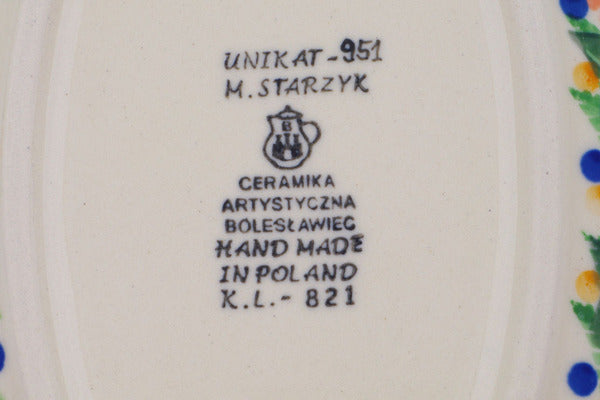 UNIKAT-951
M. STARZYK
B
CERAMIKA
ARTYSTYCZNA
BOLESŁAWIEC
HAND MADE
IN POLAND
K.L.-821